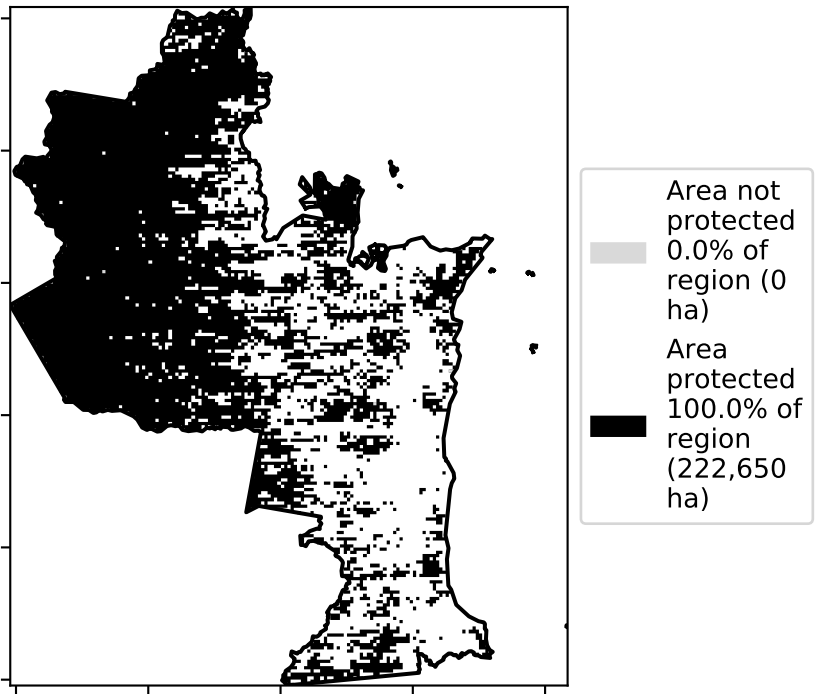 Area not
protected
0.0% of
region (0
ha)
Area
protected
100.0% of
region
(222,650
ha)